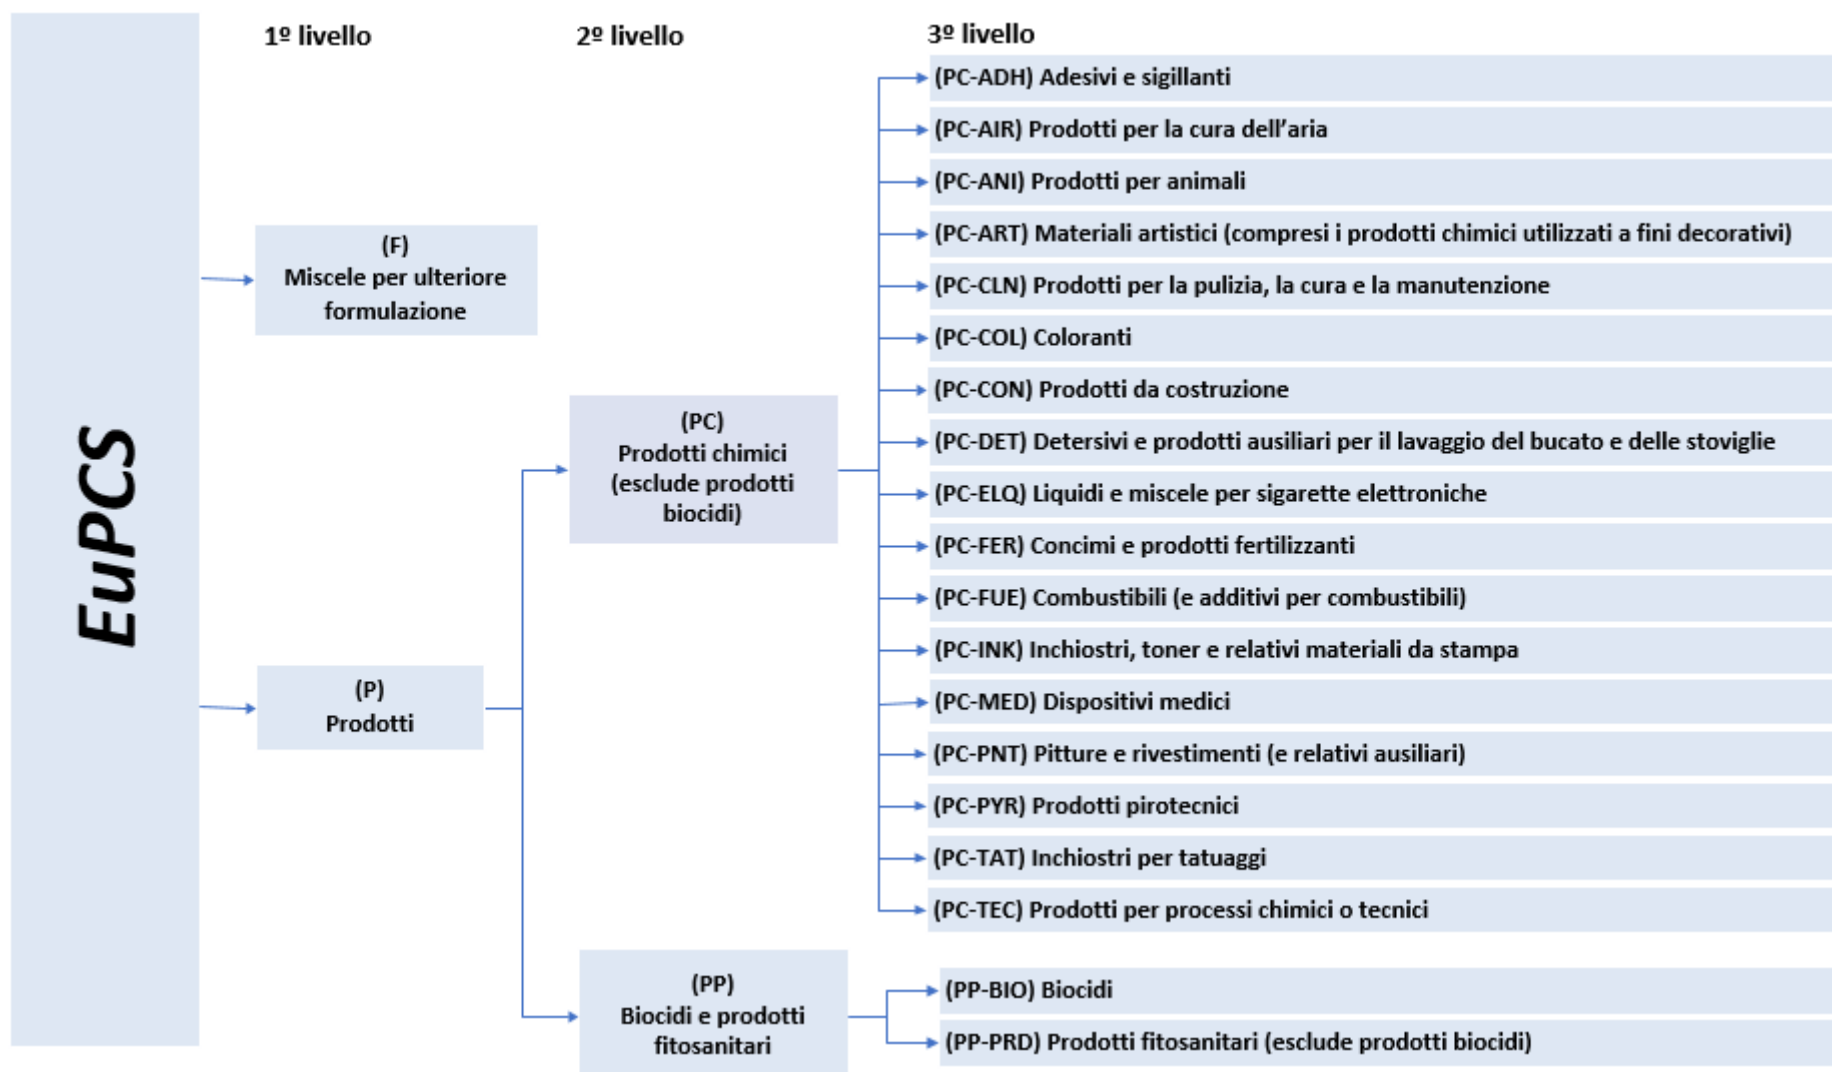 EuPCS
1º livello
2º livello
3º livello
(F)
Miscele per ulteriore
formulazione
(P)
Prodotti
(PC)
Prodotti chimici
(esclude prodotti
biocidi)
(PP)
Biocidi e prodotti
fitosanitari
(PC-ADH) Adesivi e sigillanti
(PC-AIR) Prodotti per la cura dell’aria
(PC-ANI) Prodotti per animali
(PC-ART) Materiali artistici (compresi i prodotti chimici utilizzati a fini decorativi)
(PC-CLN) Prodotti per la pulizia, la cura e la manutenzione
(PC-COL) Coloranti
(PC-CON) Prodotti da costruzione
(PC-DET) Detersivi e prodotti ausiliari per il lavaggio del bucato e delle stoviglie
(PC-ELQ) Liquidi e miscele per sigarette elettroniche
(PC-FER) Concimi e prodotti fertilizzanti
(PC-FUE) Combustibili (e additivi per combustibili)
(PC-INK) Inchiostri, toner e relativi materiali da stampa
(PC-MED) Dispositivi medici
(PC-PNT) Pitture e rivestimenti (e relativi ausiliari)
(PC-PYR) Prodotti pirotecnici
(PC-TAT) Inchiostri per tatuaggi
(PC-TEC) Prodotti per processi chimici o tecnici
(PP-BIO) Biocidi
(PP-PRD) Prodotti fitosanitari (esclude prodotti biocidi)